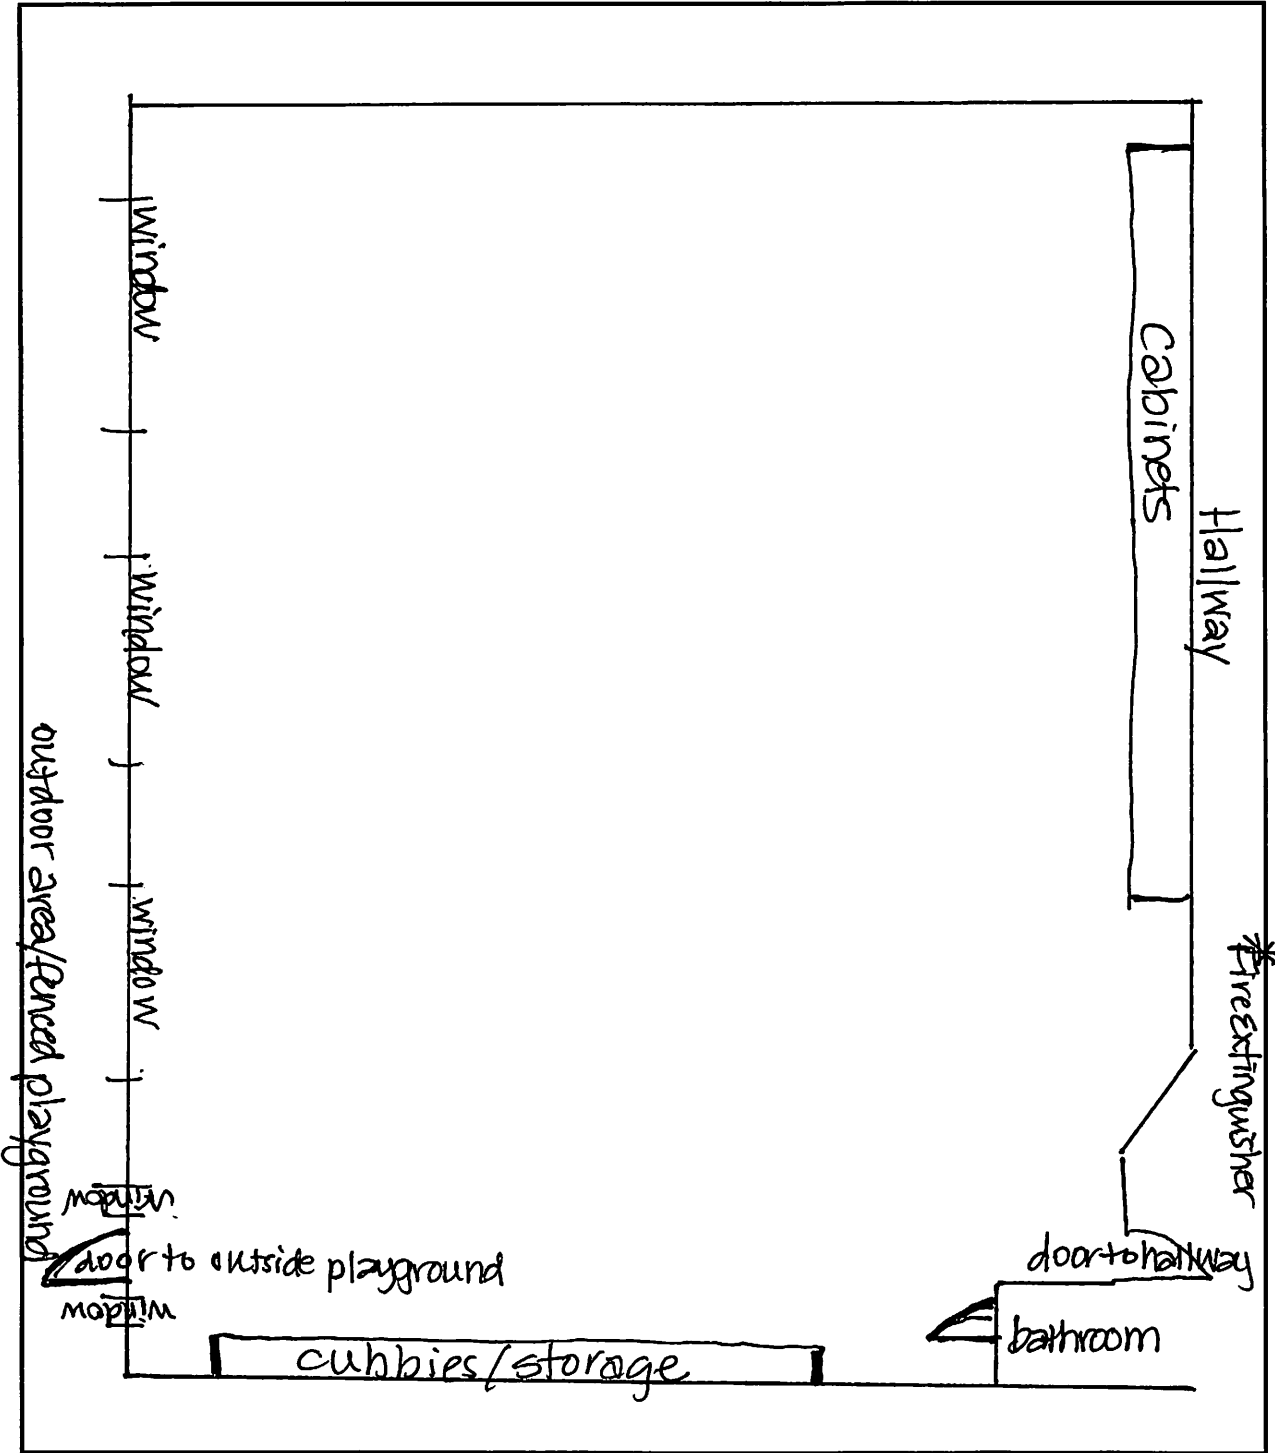 window
cabinets
Hallway
window
outdoor area/fenced playground
window
*
Fire Extinguisher
window
door to outside playground
door to hallway
window
bathroom
cubbies/storage